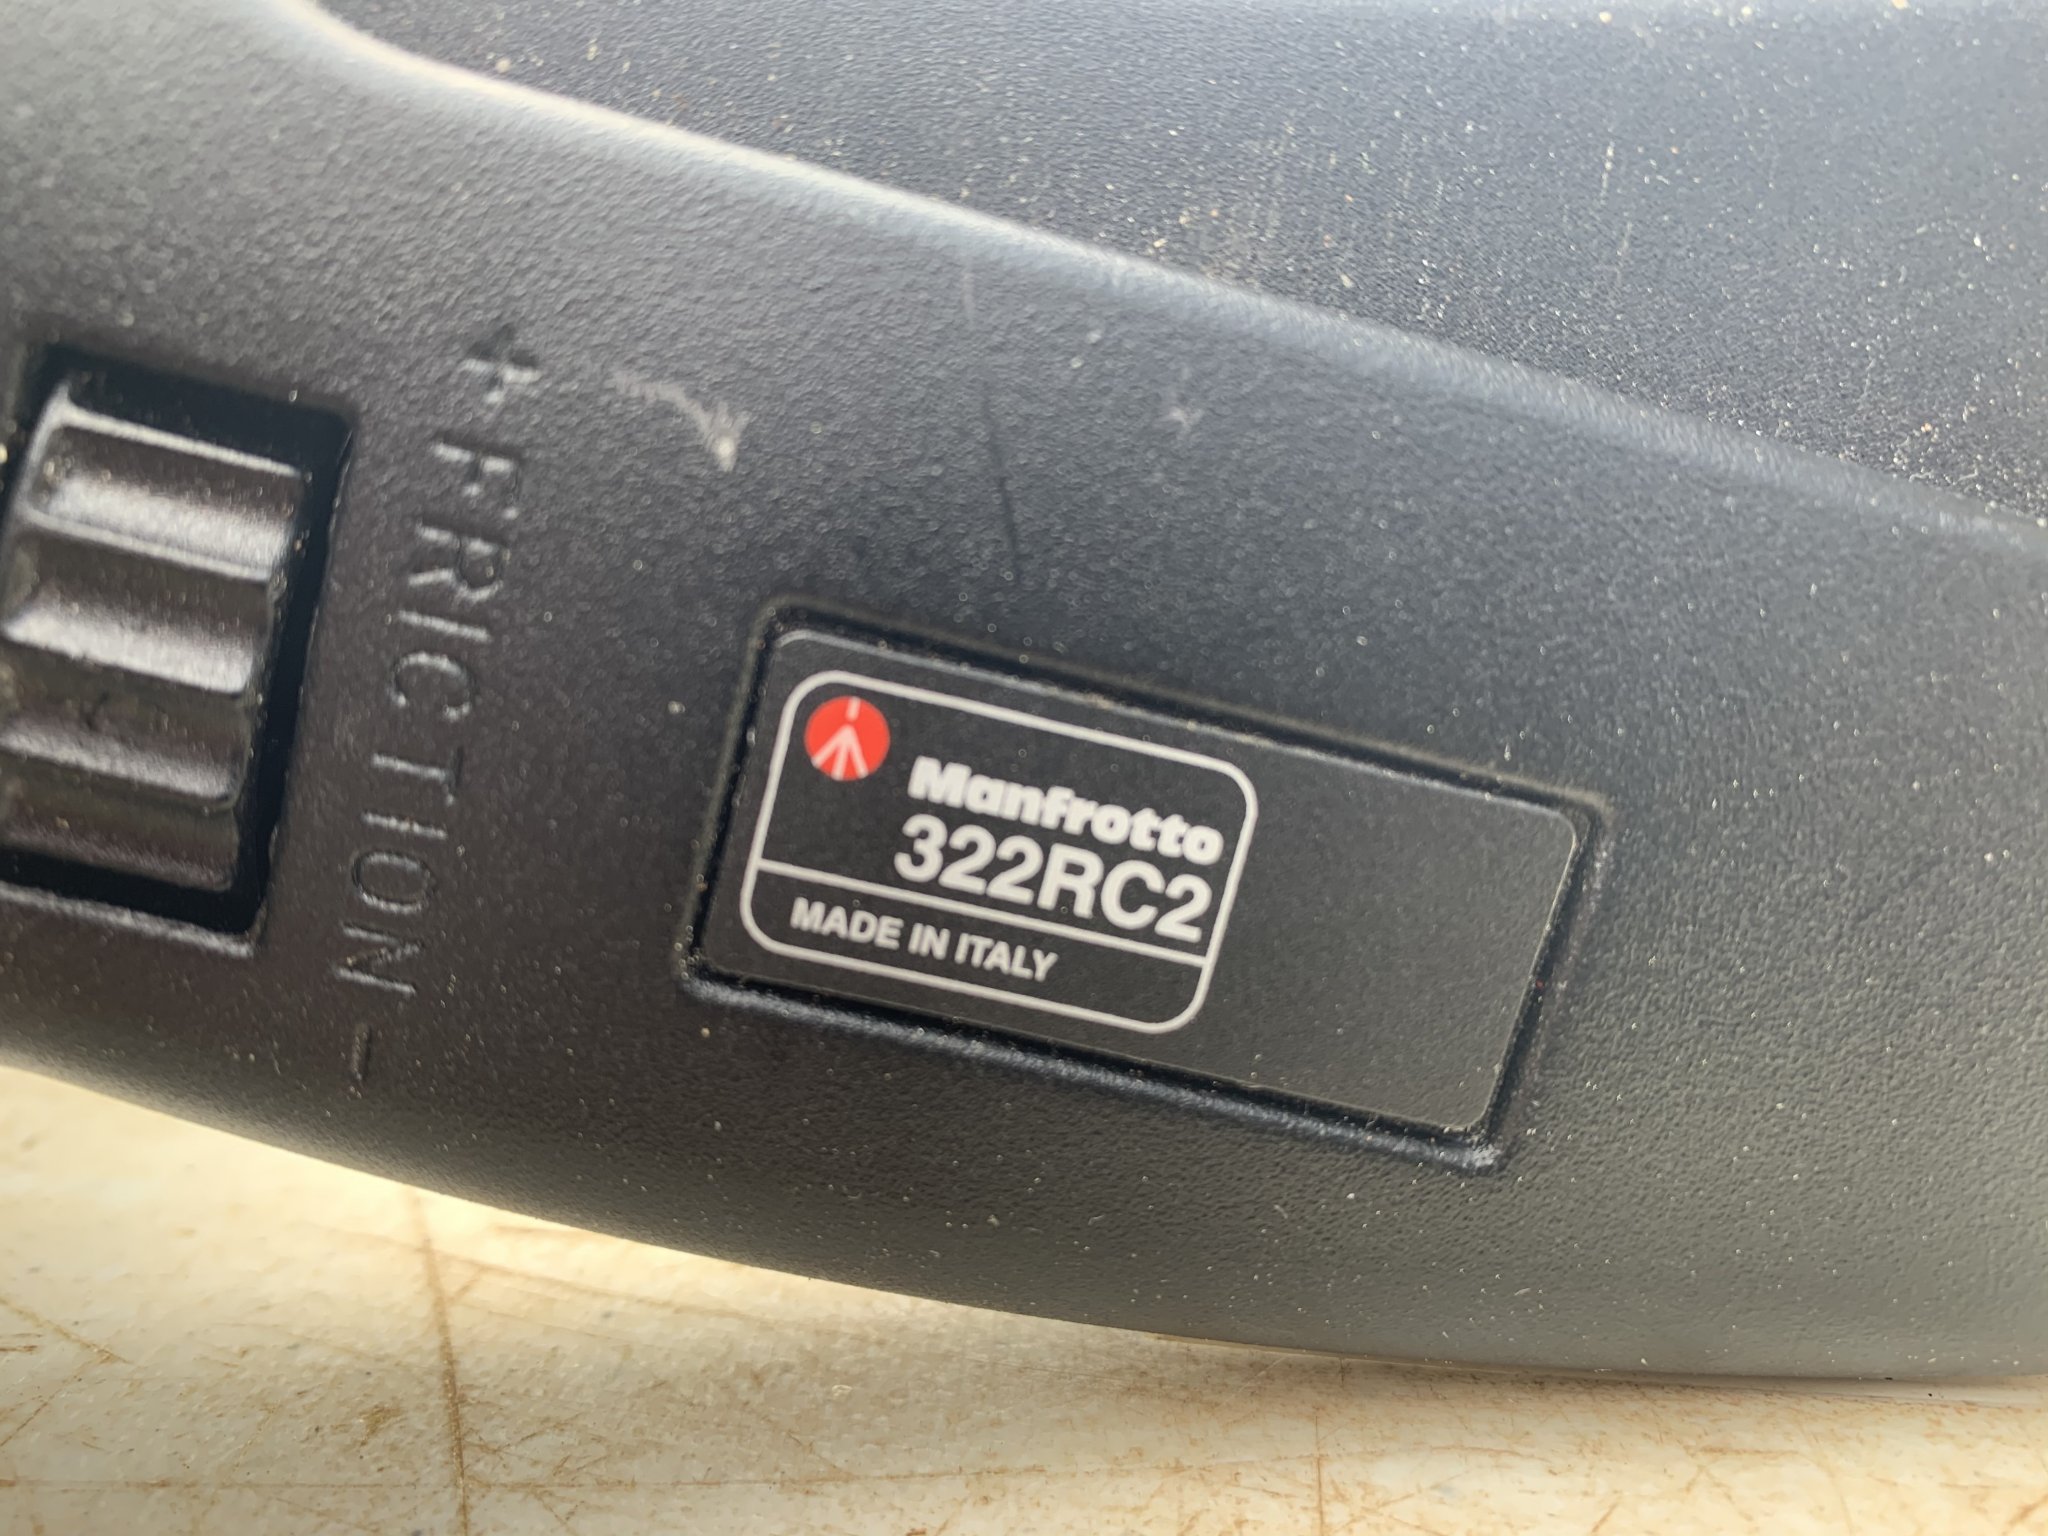 + FRICTION -
Manfrotto
322RC2
MADE IN ITALY